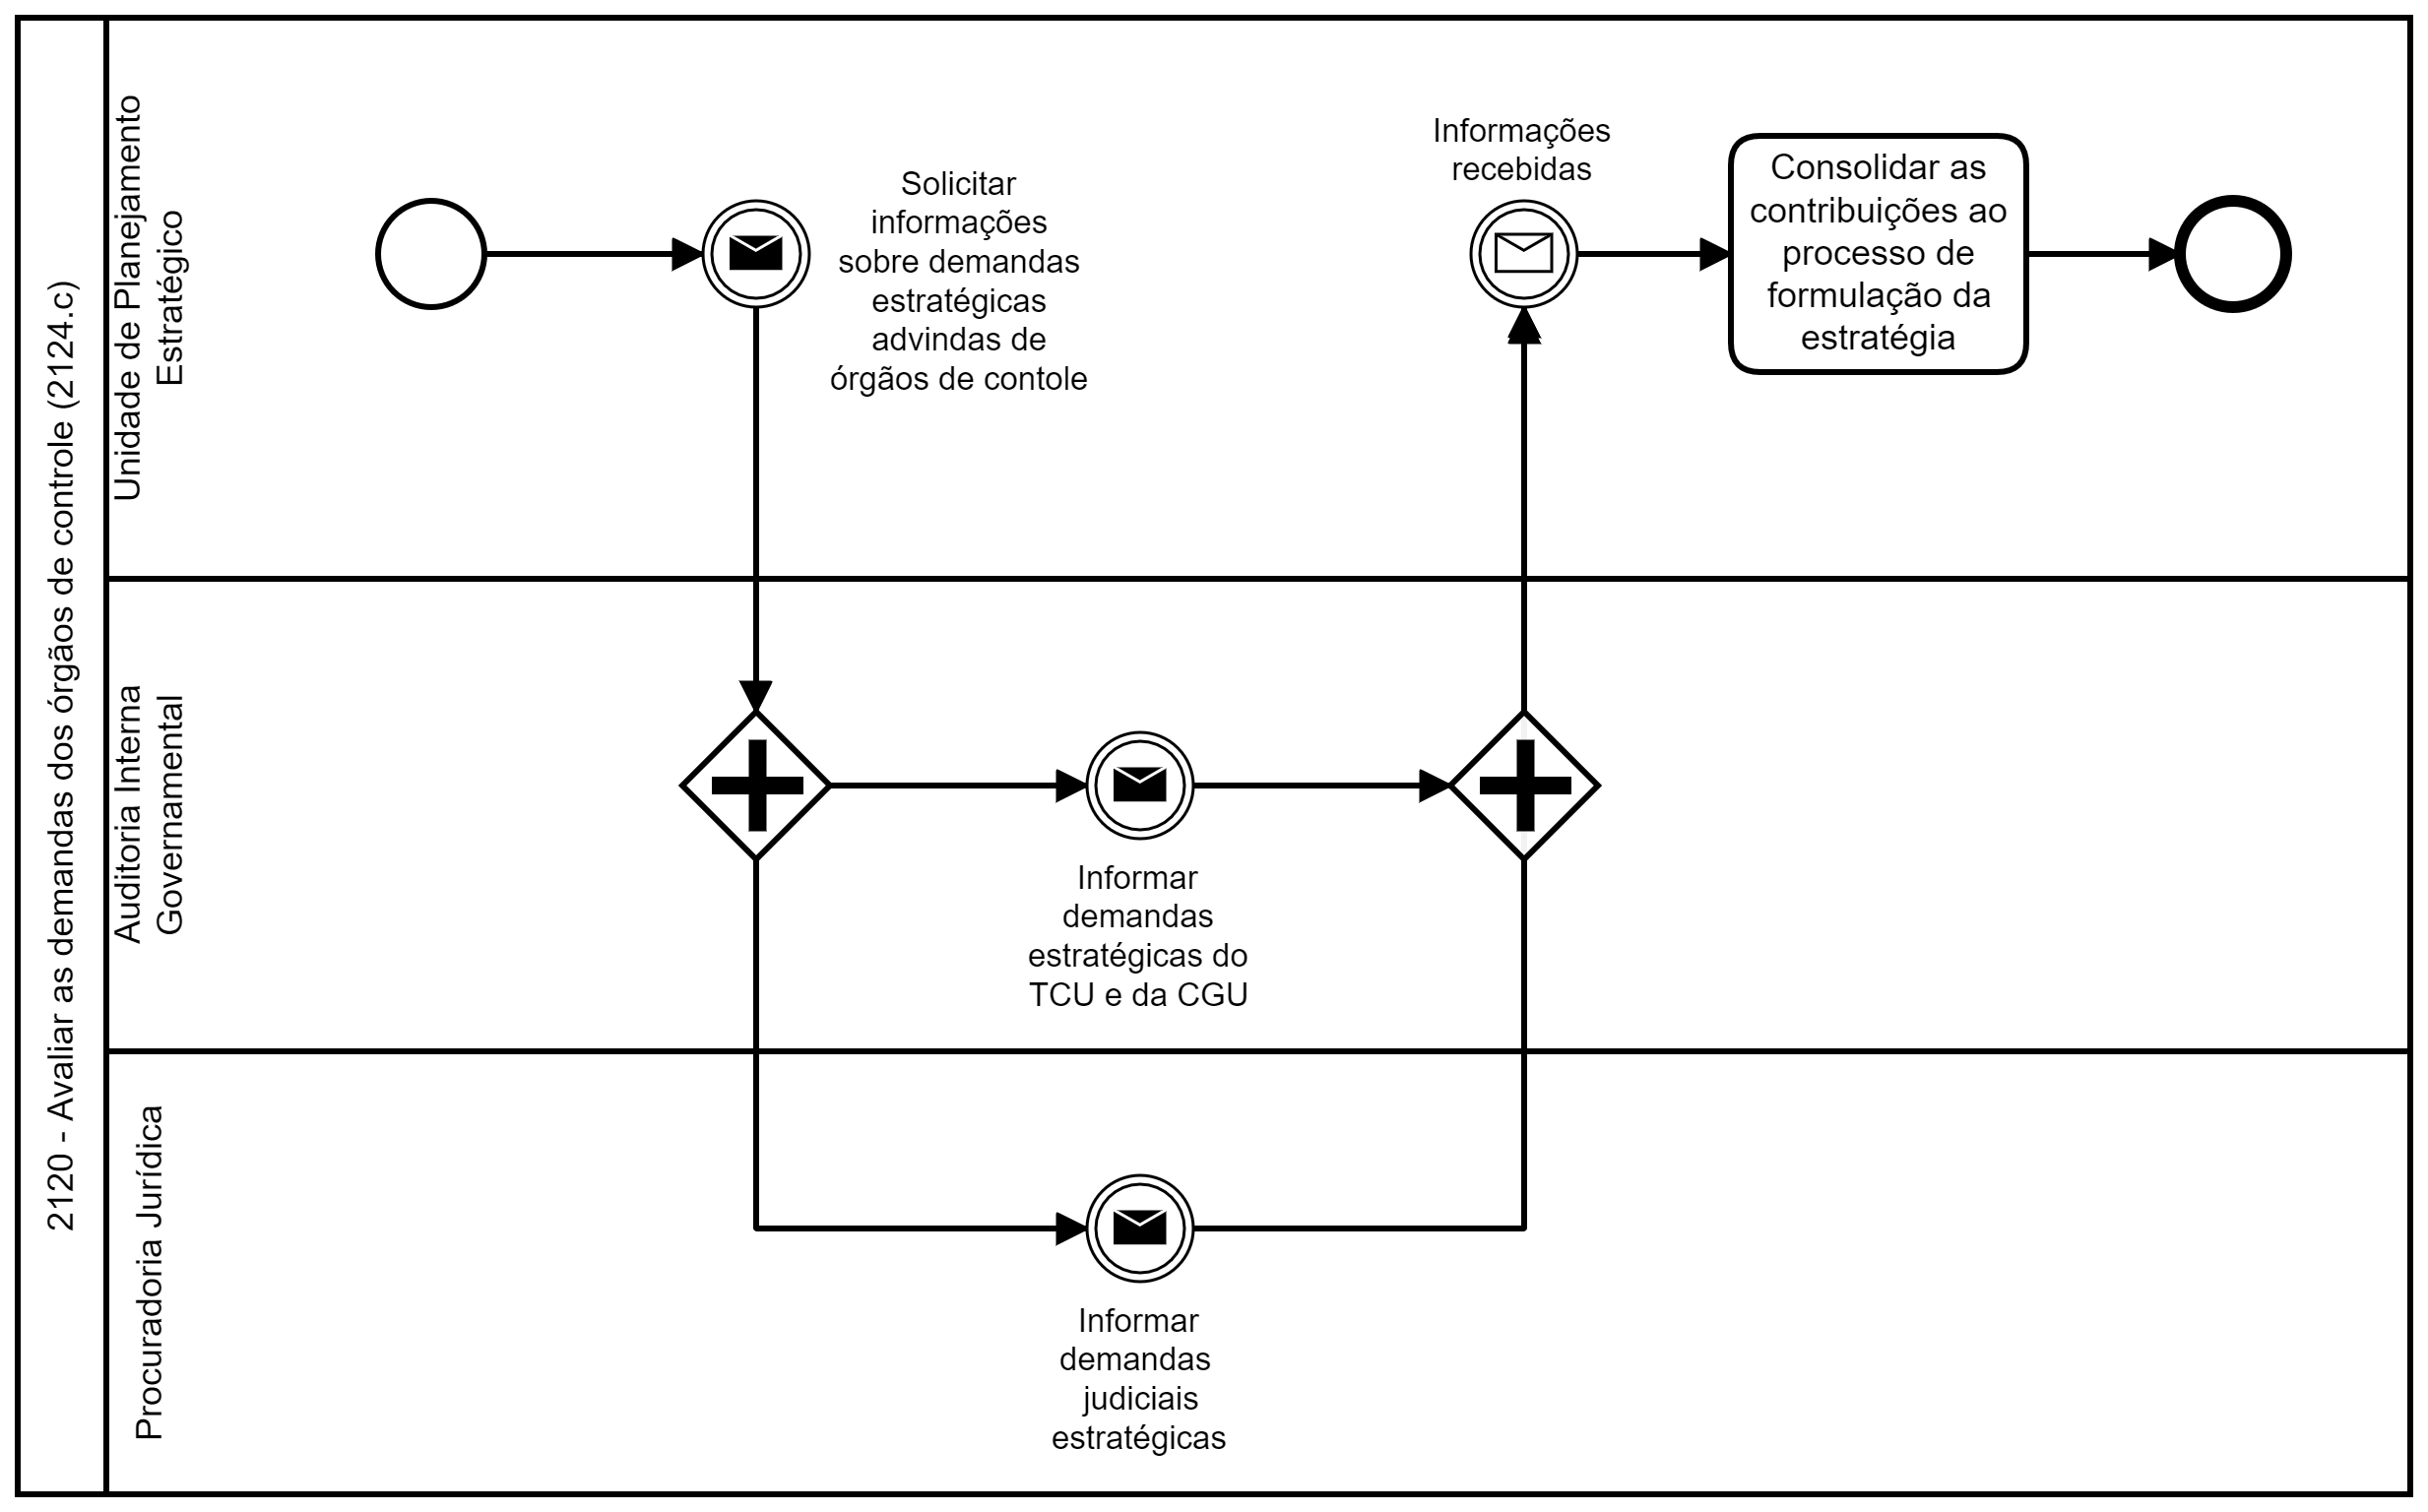 2120 - Avaliar as demandas dos órgãos de controle (2124.c)
Unidade de Planejamento
Estratégico
Solicitar
informações
sobre demandas
estratégicas
advindas de
órgãos de contole
Informações
recebidas
Consolidar as
contribuições ao
processo de
formulação da
estratégia
Auditoria Interna
Governamental
Informar
demandas
estratégicas do
TCU e da CGU
Procuradoria Jurídica
Informar
demandas
judiciais
estratégicas